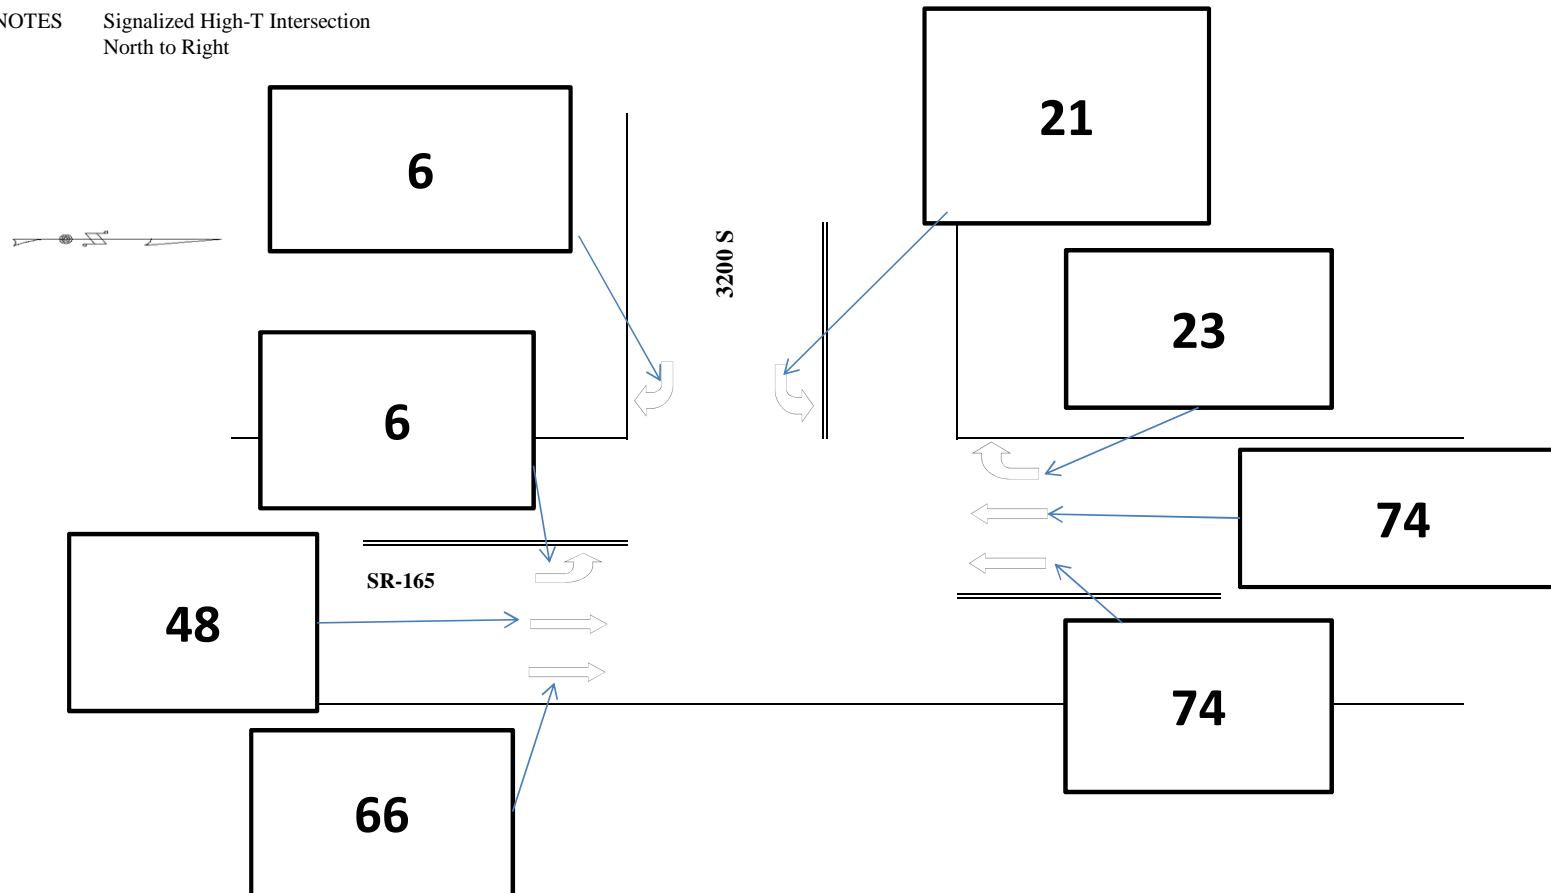 NOTES Signalized High-T Intersection
North to Right
21
6
3200 S
23
6
74
SR-165
48
74
66